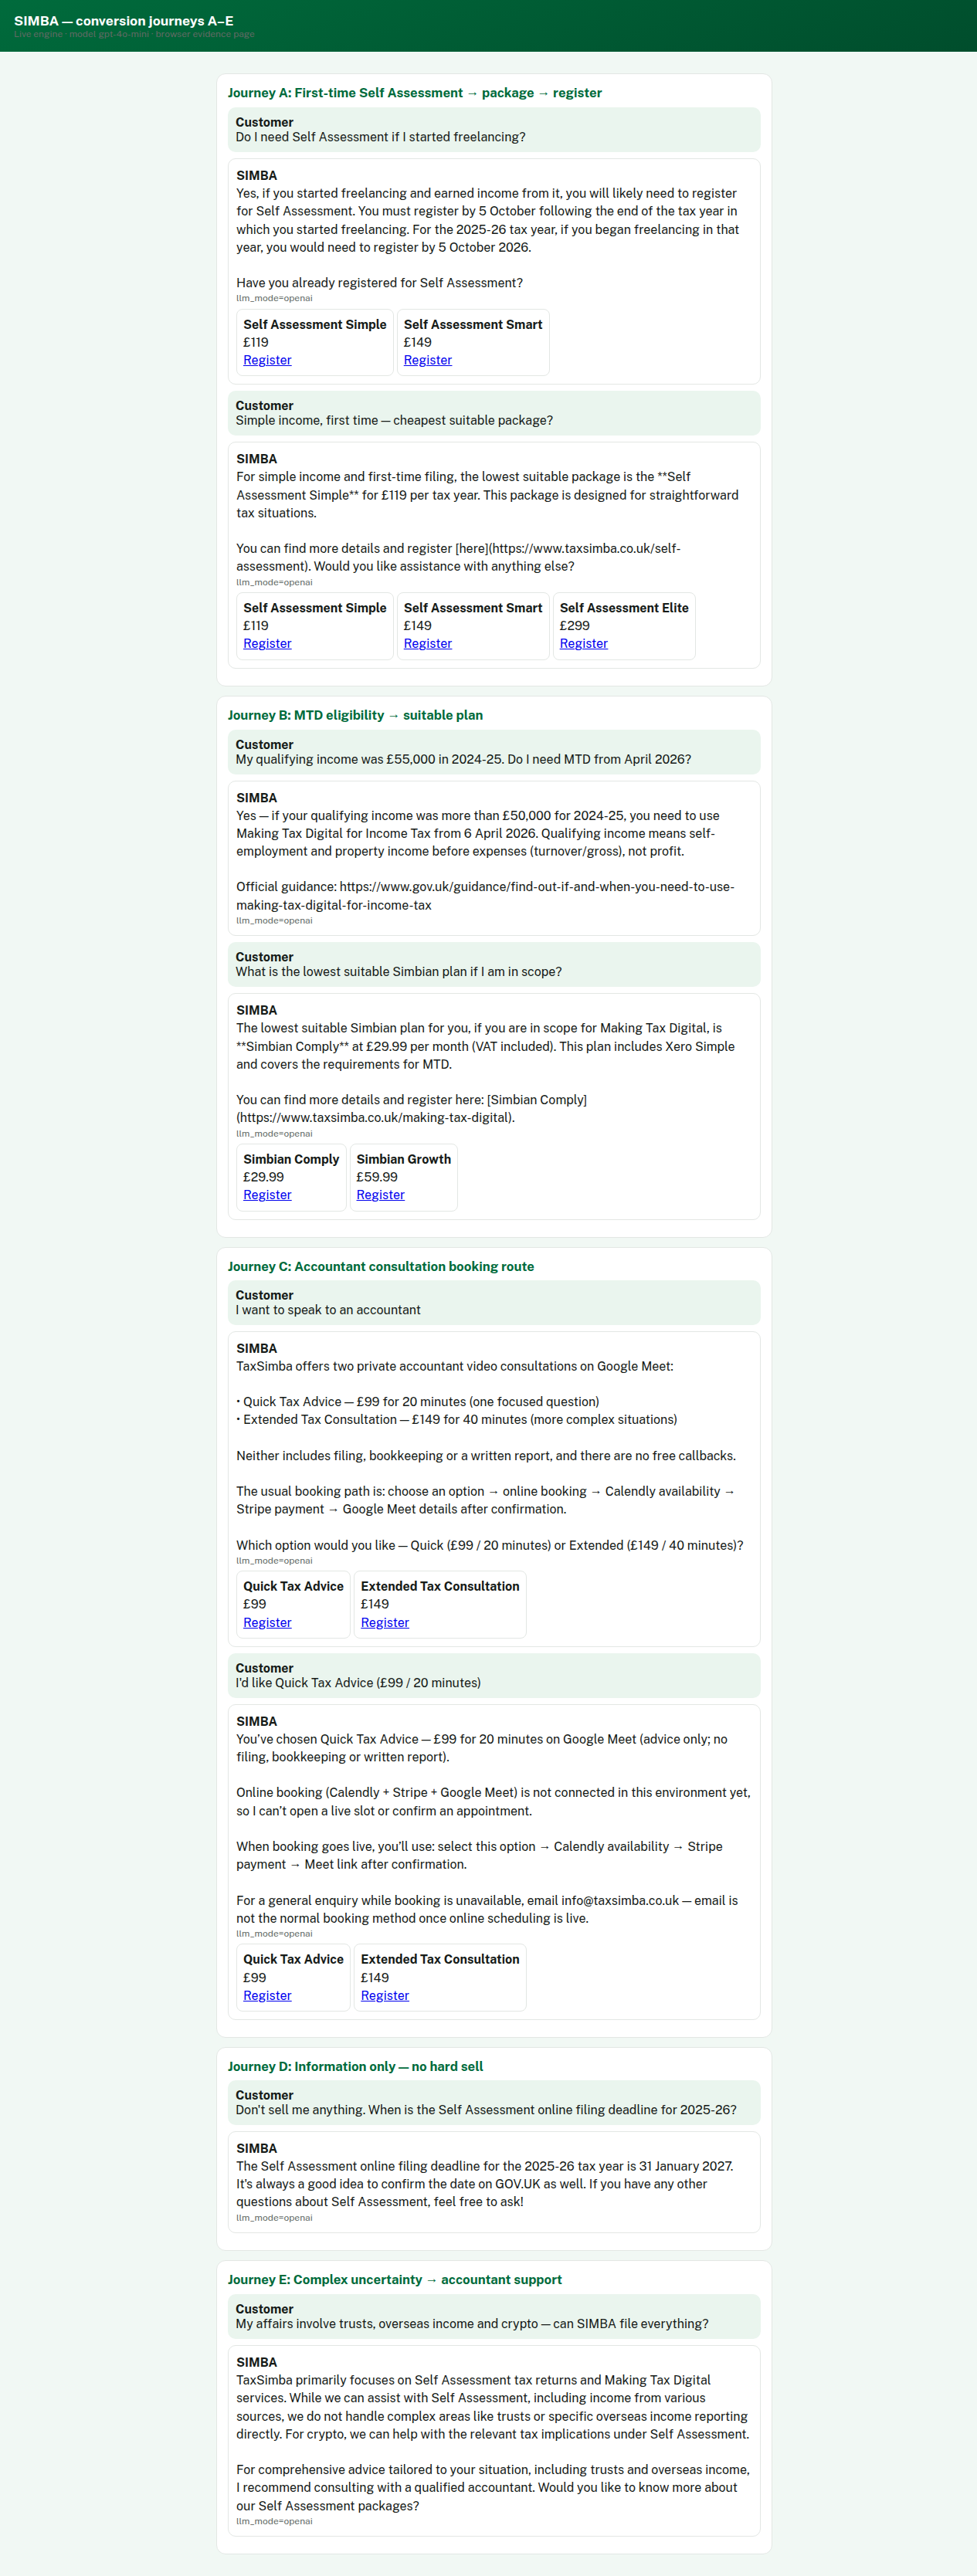 SIMBA — conversion journeys A–E
Live engine · model gpt-4o-mini · browser evidence page
Journey A: First-time Self Assessment → package → register
Customer
Do I need Self Assessment if I started freelancing?
SIMBA
Yes, if you started freelancing and earned income from it, you will likely need to register
for Self Assessment. You must register by 5 October following the end of the tax year in
which you started freelancing. For the 2025-26 tax year, if you began freelancing in that
year, you would need to register by 5 October 2026.
Have you already registered for Self Assessment?
llm_mode=openai
Self Assessment Simple
£119
Register
Self Assessment Smart
£149
Register
Customer
Simple income, first time — cheapest suitable package?
SIMBA
For simple income and first-time filing, the lowest suitable package is the **Self
Assessment Simple** for £119 per tax year. This package is designed for straightforward
tax situations.
You can find more details and register [here](https://www.taxsimba.co.uk/self-
assessment). Would you like assistance with anything else?
llm_mode=openai
Self Assessment Simple
£119
Register
Self Assessment Smart
£149
Register
Self Assessment Elite
£299
Register
Journey B: MTD eligibility → suitable plan
Customer
My qualifying income was £55,000 in 2024-25. Do I need MTD from April 2026?
SIMBA
Yes — if your qualifying income was more than £50,000 for 2024-25, you need to use
Making Tax Digital for Income Tax from 6 April 2026. Qualifying income means self-
employment and property income before expenses (turnover/gross), not profit.
Official guidance: https://www.gov.uk/guidance/find-out-if-and-when-you-need-to-use-
making-tax-digital-for-income-tax
llm_mode=openai
Customer
What is the lowest suitable Simbian plan if I am in scope?
SIMBA
The lowest suitable Simbian plan for you, if you are in scope for Making Tax Digital, is
**Simbian Comply** at £29.99 per month (VAT included). This plan includes Xero Simple
and covers the requirements for MTD.
You can find more details and register here: [Simbian Comply]
(https://www.taxsimba.co.uk/making-tax-digital).
llm_mode=openai
Simbian Comply
£29.99
Register
Simbian Growth
£59.99
Register
Journey C: Accountant consultation booking route
Customer
I want to speak to an accountant
SIMBA
TaxSimba offers two private accountant video consultations on Google Meet:
• Quick Tax Advice — £99 for 20 minutes (one focused question)
• Extended Tax Consultation — £149 for 40 minutes (more complex situations)
Neither includes filing, bookkeeping or a written report, and there are no free callbacks.
The usual booking path is: choose an option → online booking → Calendly availability →
Stripe payment → Google Meet details after confirmation.
Which option would you like — Quick (£99 / 20 minutes) or Extended (£149 / 40 minutes)?
llm_mode=openai
Quick Tax Advice
£99
Register
Extended Tax Consultation
£149
Register
Customer
I'd like Quick Tax Advice (£99 / 20 minutes)
SIMBA
You've chosen Quick Tax Advice — £99 for 20 minutes on Google Meet (advice only; no
filing, bookkeeping or written report).
Online booking (Calendly + Stripe + Google Meet) is not connected in this environment yet,
so I can't open a live slot or confirm an appointment.
When booking goes live, you'll use: select this option → Calendly availability → Stripe
payment → Meet link after confirmation.
For a general enquiry while booking is unavailable, email info@taxsimba.co.uk — email is
not the normal booking method once online scheduling is live.
llm_mode=openai
Quick Tax Advice
£99
Register
Extended Tax Consultation
£149
Register
Journey D: Information only — no hard sell
Customer
Don't sell me anything. When is the Self Assessment online filing deadline for 2025-26?
SIMBA
The Self Assessment online filing deadline for the 2025-26 tax year is 31 January 2027.
It's always a good idea to confirm the date on GOV.UK as well. If you have any other
questions about Self Assessment, feel free to ask!
llm_mode=openai
Journey E: Complex uncertainty → accountant support
Customer
My affairs involve trusts, overseas income and crypto — can SIMBA file everything?
SIMBA
TaxSimba primarily focuses on Self Assessment tax returns and Making Tax Digital
services. While we can assist with Self Assessment, including income from various
sources, we do not handle complex areas like trusts or specific overseas income reporting
directly. For crypto, we can help with the relevant tax implications under Self Assessment.
For comprehensive advice tailored to your situation, including trusts and overseas income,
I recommend consulting with a qualified accountant. Would you like to know more about
our Self Assessment packages?
llm_mode=openai